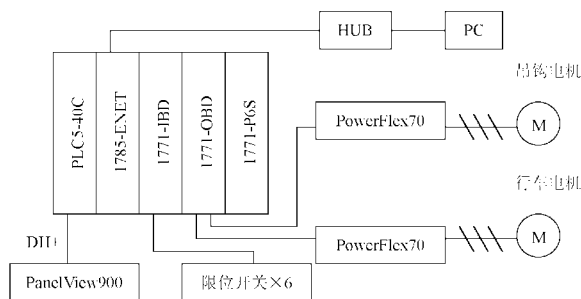 HUB
PC
吊钩电机
PLC5-40C
1785-ENET
1771-IBD
1771-OBD
1771-P6S
PowerFlex70
M
行车电机
PowerFlex70
M
DH+
PanelView900
限位开关×6